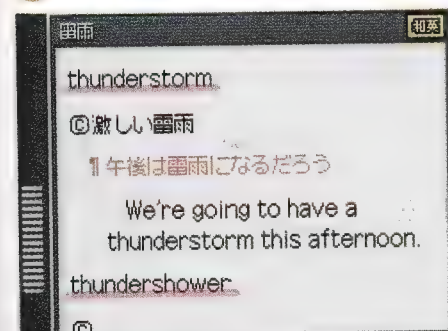 雷雨 和英
thunderstorm
Ⓒ激しい雷雨
¶午後は雷雨になるだろう
We're going to have a
thunderstorm this afternoon.
thundershower
Ⓒ